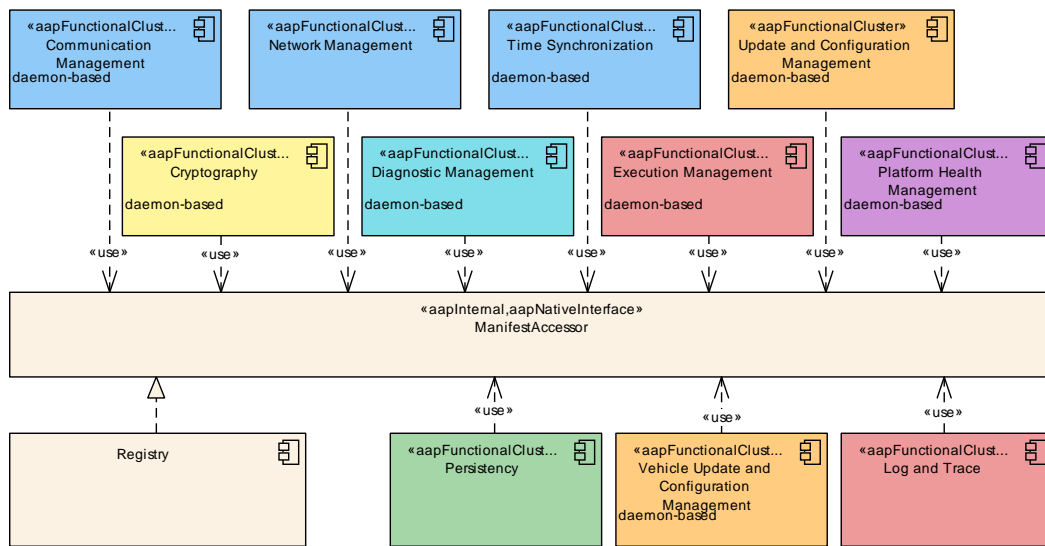 «aapFunctionalClust...
Communication
Management
daemon-based
«aapFunctionalClust...
Network Management
daemon-based
«aapFunctionalClust...
Time Synchronization
daemon-based
«aapFunctionalCluster»
Update and Configuration
Management
daemon-based
«aapFunctionalClust...
Cryptography
daemon-based
«aapFunctionalClust...
Diagnostic Management
daemon-based
«aapFunctionalClust...
Execution Management
daemon-based
«aapFunctionalClust...
Platform Health
Management
daemon-based
«use»
«use»
«use»
«use»
«use»
«use»
«use»
«use»
«aapInternal,aapNativeInterface»
ManifestAccessor
«use»
«use»
«use»
Registry
«aapFunctionalClust...
Persistency
«aapFunctionalClust...
Vehicle Update and
Configuration
Management
daemon-based
«aapFunctionalClust...
Log and Trace